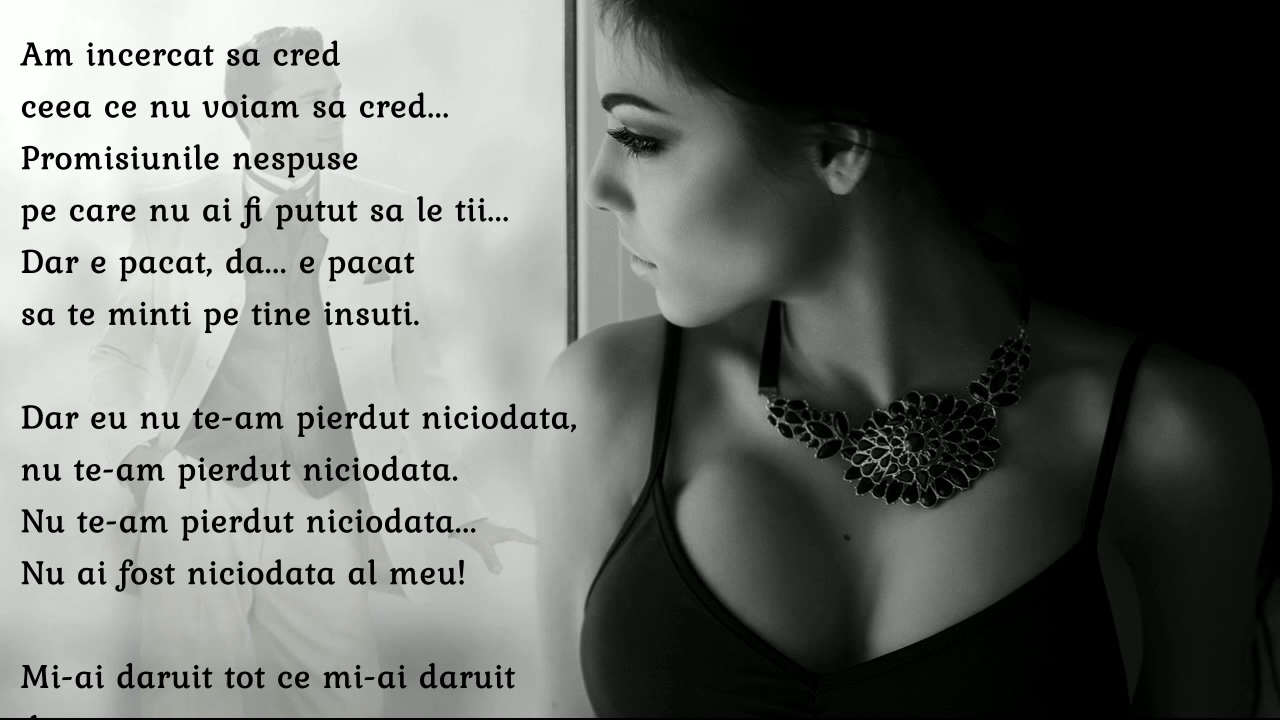 Am incercat sa cred
ceea ce nu voiam sa cred...
Promisiunile nespuse
pe care nu ai fi putut sa le tii...
Dar e pacat, da... e pacat
sa te minti pe tine insuti.
Dar eu nu te-am pierdut niciodata,
nu te-am pierdut niciodata.
Nu te-am pierdut niciodata...
Nu ai fost niciodata al meu!
Mi-ai daruit tot ce mi-ai daruit